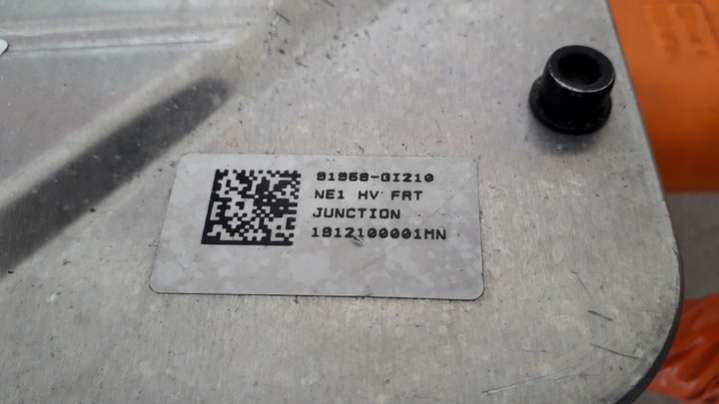 91958-GI210
NE1 HV FRT
JUNCTION
1812100001MN